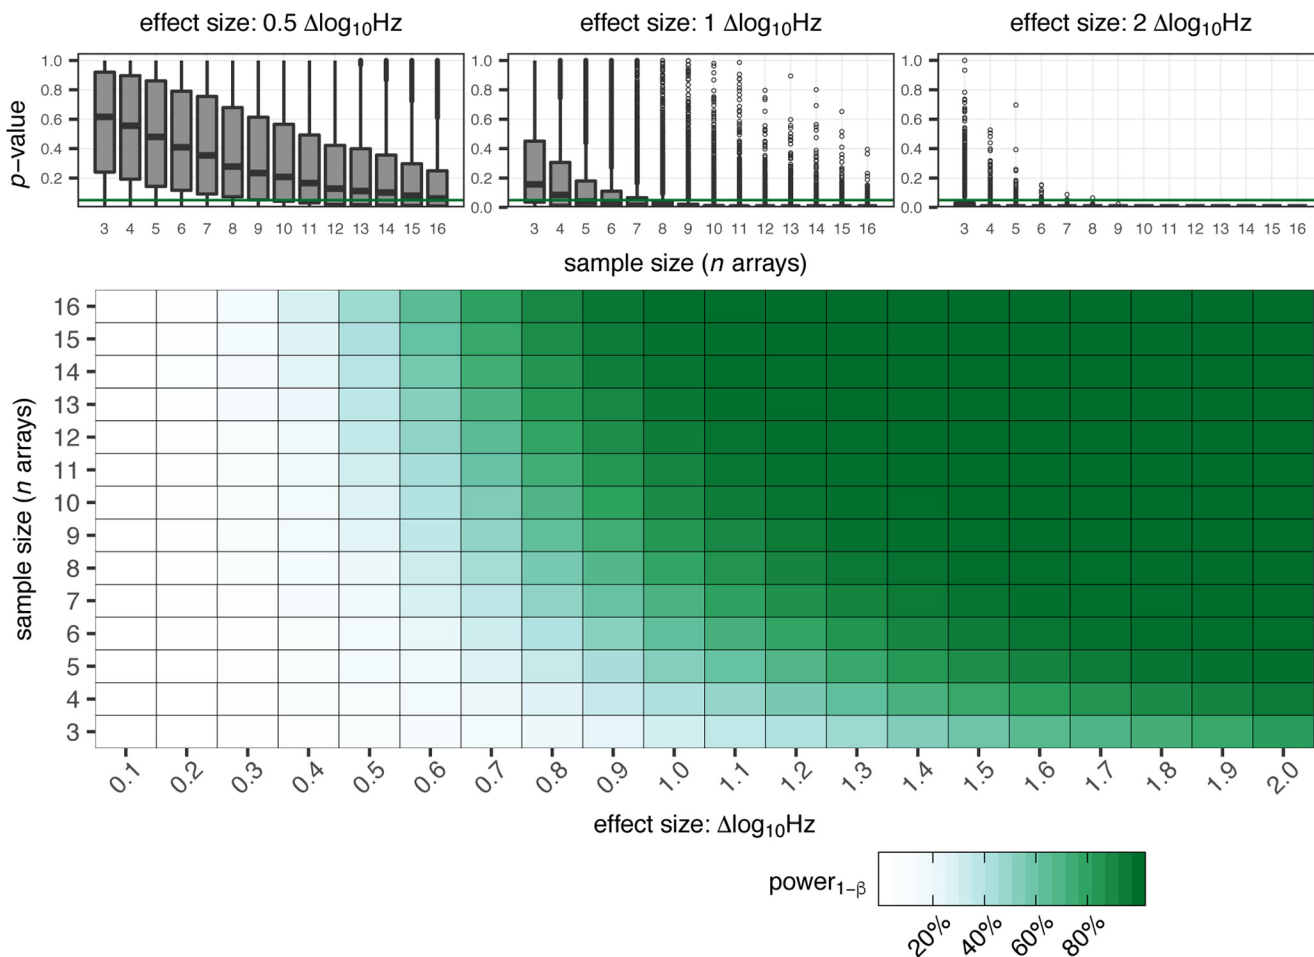 effect size: 0.5 Δlog₁₀Hz effect size: 1 Δlog₁₀Hz effect size: 2 Δlog₁₀Hz
p−value
1.0
0.8
0.6
0.4
0.2
3 4 5 6 7 8 9 10 11 12 13 14 15 16
1.0
0.8
0.6
0.4
0.2
0.0
3 4 5 6 7 8 9 10 11 12 13 14 15 16
1.0
0.8
0.6
0.4
0.2
0.0
3 4 5 6 7 8 9 10 11 12 13 14 15 16
sample size (n arrays)
sample size (n arrays)
16
15
14
13
12
11
10
9
8
7
6
5
4
3
0.1 0.2 0.3 0.4 0.5 0.6 0.7 0.8 0.9 1.0 1.1 1.2 1.3 1.4 1.5 1.6 1.7 1.8 1.9 2.0
effect size: Δlog₁₀Hz
power₁₋ᵦ
20% 40% 60% 80%